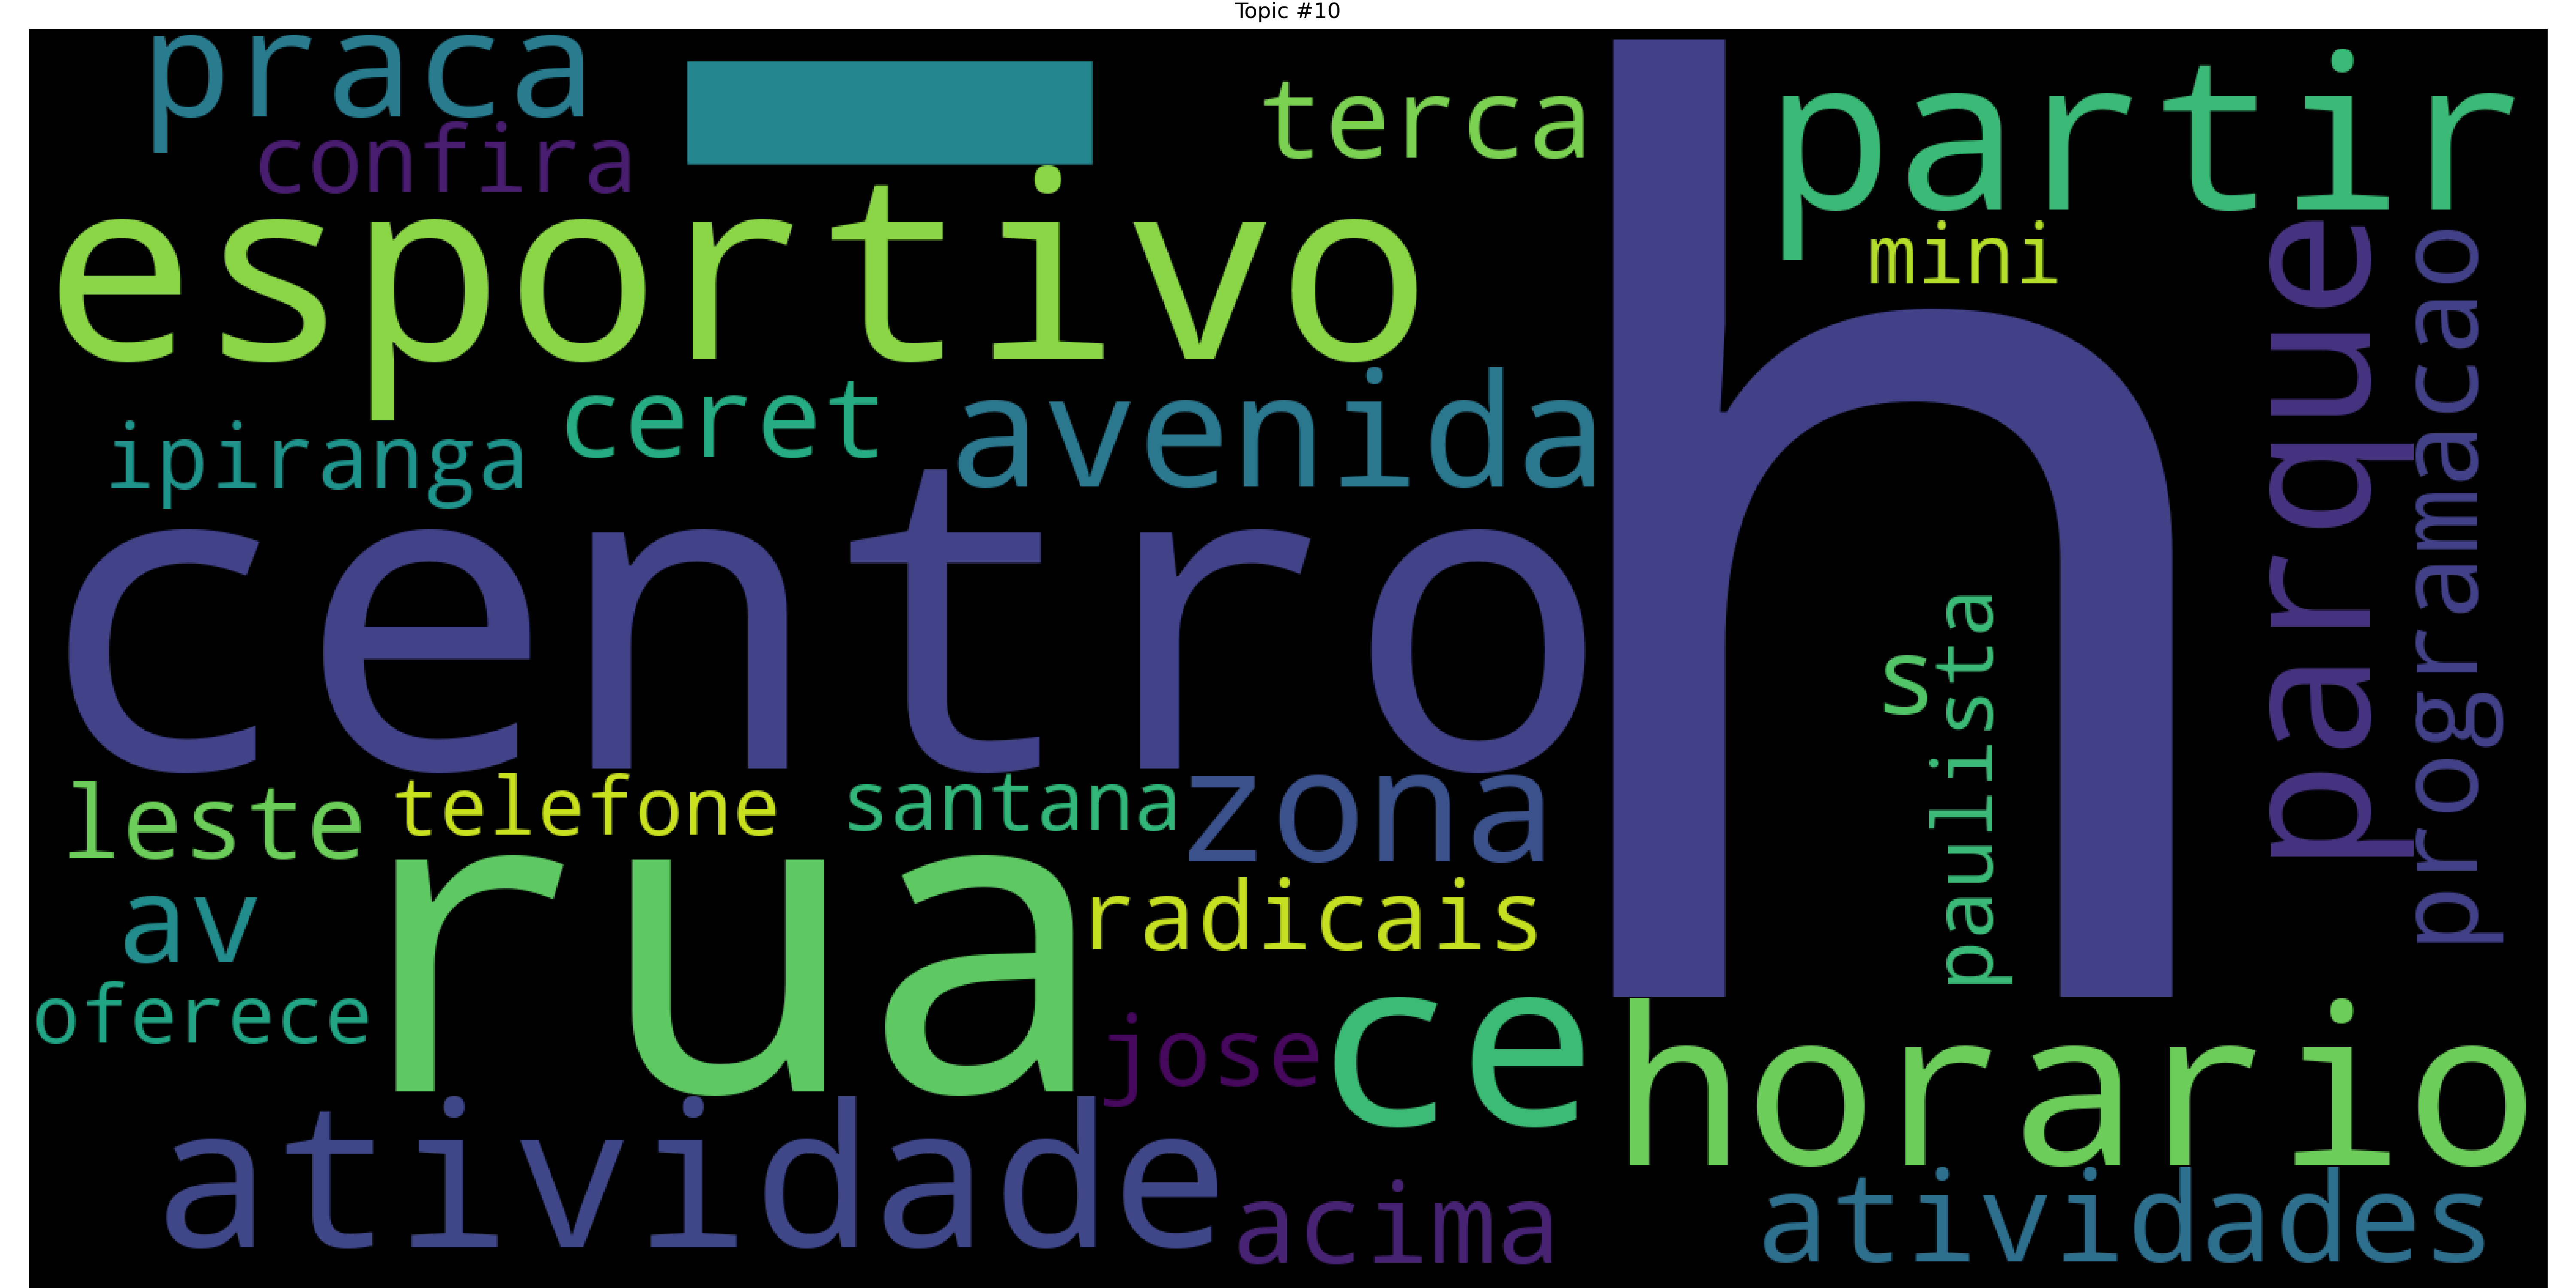 Topic #10
praca
terca
partir
confira
esportivo
mini
h
parque
programacao
ceret
avenida
ipiranga
centro
paulista
s
leste
telefone
santana
zona
rua
radicais
av
oferece
jose
ce
horario
atividade
acima
atividades